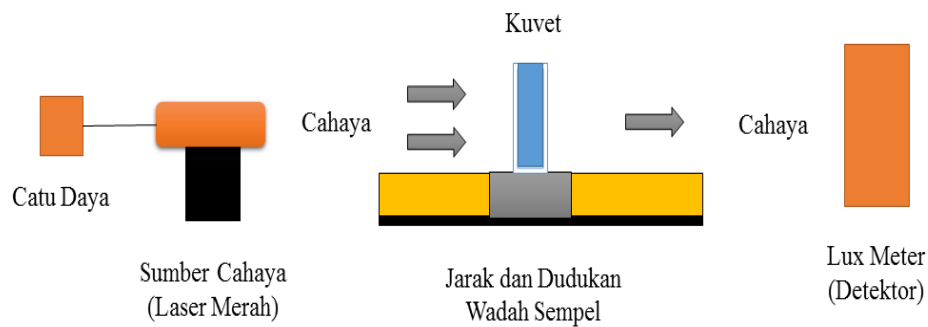 Kuvet
Cahaya
Cahaya
Catu Daya
Sumber Cahaya
(Laser Merah)
Jarak dan Dudukan
Wadah Sempel
Lux Meter
(Detektor)